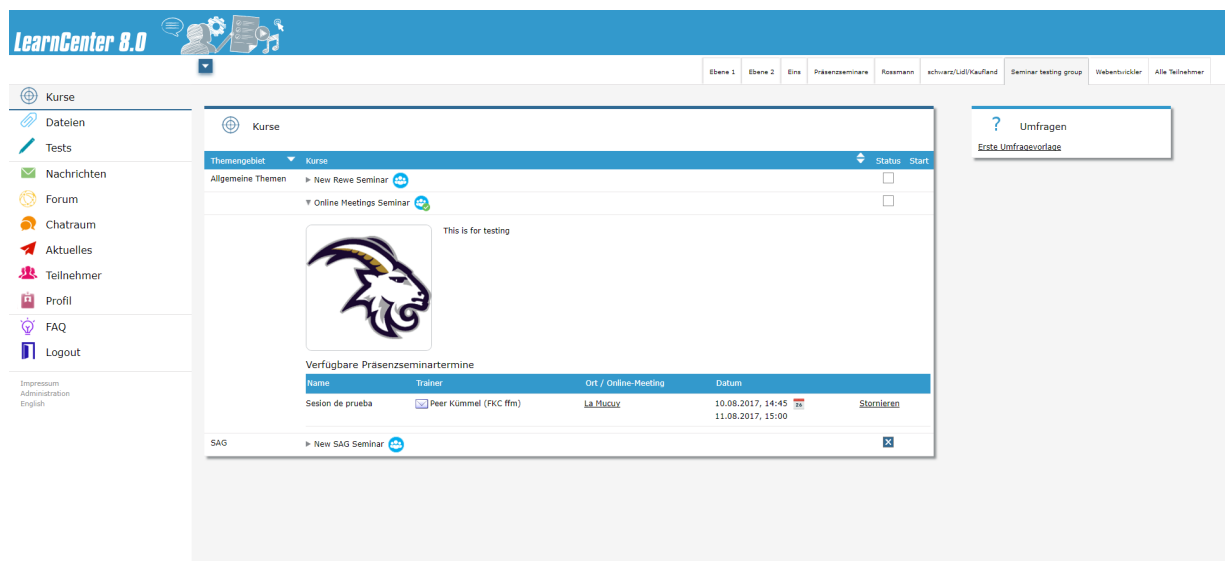 LearnCenter 8.0
Ebene 1 Ebene 2 Eins Präsenzseminare Rossmann schwarz/Lidl/Kaufland Seminar testing group Webentwickler Alle Teilnehmer
Kurse
Dateien
Tests
Nachrichten
Forum
Chatraum
Aktuelles
Teilnehmer
Profil
FAQ
Logout
Impressum
Administration
English
Kurse
Themengebiet Kurse Status Start
Allgemeine Themen New Rewe Seminar
Online Meetings Seminar
This is for testing
Verfügbare Präsenzseminartermine
Name Trainer Ort / Online-Meeting Datum
Sesion de prueba Peer Kümmel (FKC ffm) La Mucuy 10.08.2017, 14:45 Stornieren
11.08.2017, 15:00
SAG New SAG Seminar X
? Umfragen
Erste Umfragevorlage